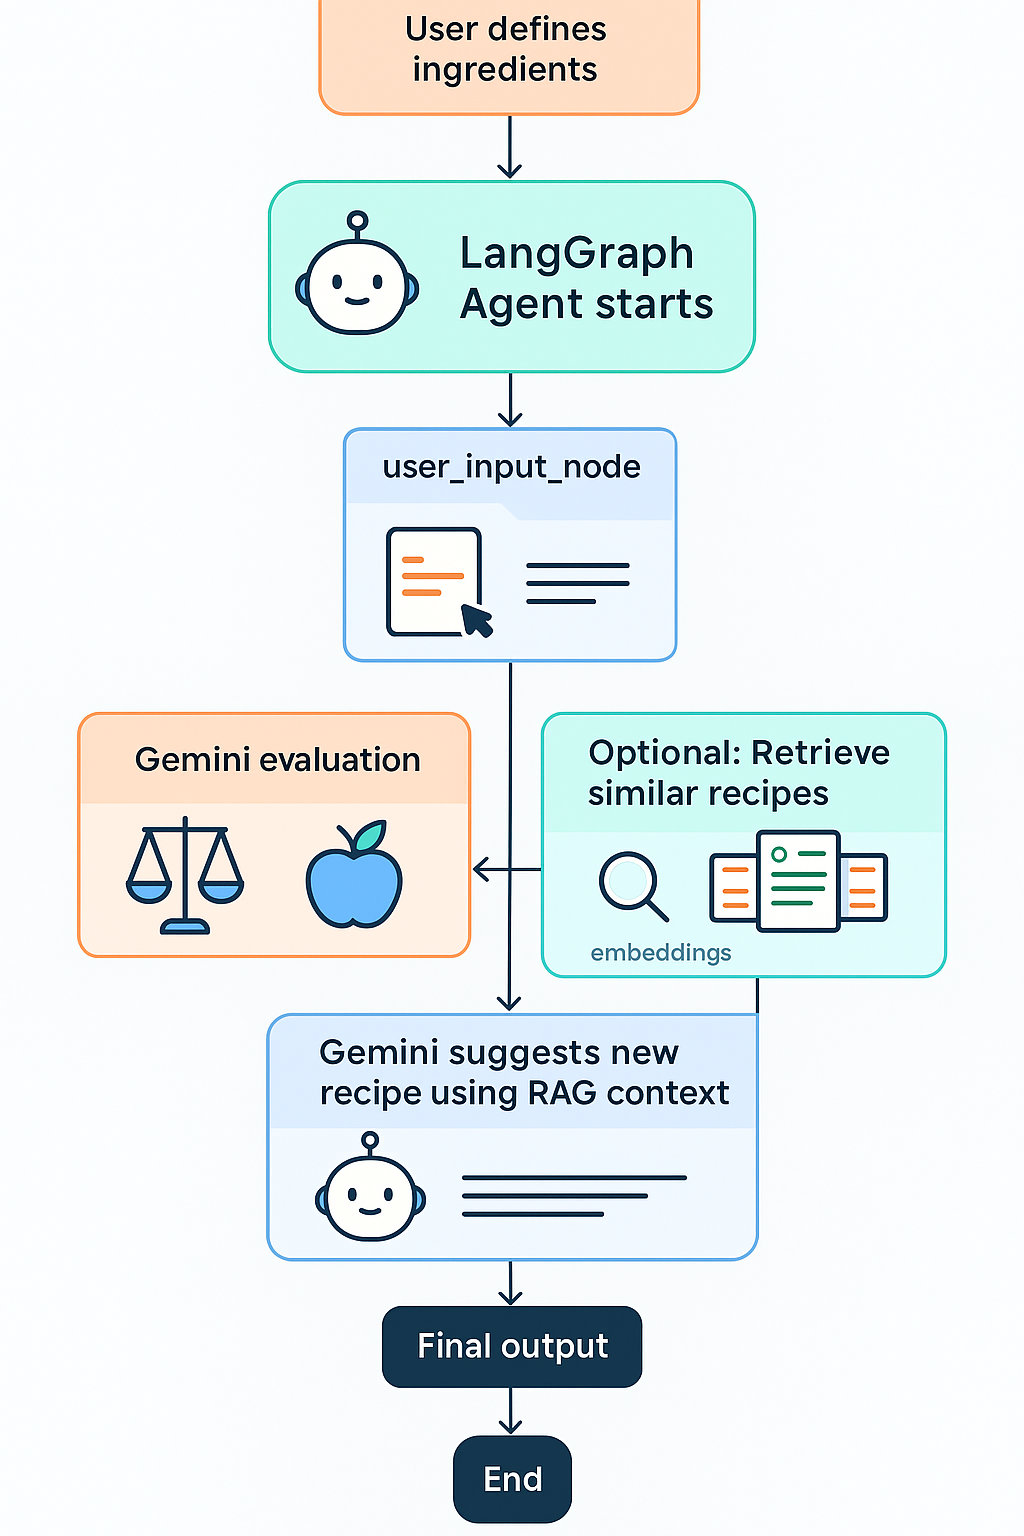 User defines
ingredients
LangGraph
Agent starts
user_input_node
Gemini evaluation
Optional: Retrieve
similar recipes
embeddings
Gemini suggests new
recipe using RAG context
Final output
End